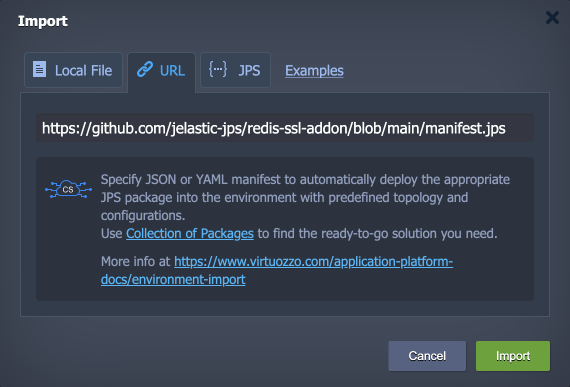 Import
Local File
URL
{···} JPS
Examples
https://github.com/jelastic-jps/redis-ssl-addon/blob/main/manifest.jps
CS
Specify JSON or YAML manifest to automatically deploy the appropriate
JPS package into the environment with predefined topology and
configurations.
Use Collection of Packages to find the ready-to-go solution you need.
More info at https://www.virtuozzo.com/application-platform-
docs/environment-import
Cancel
Import